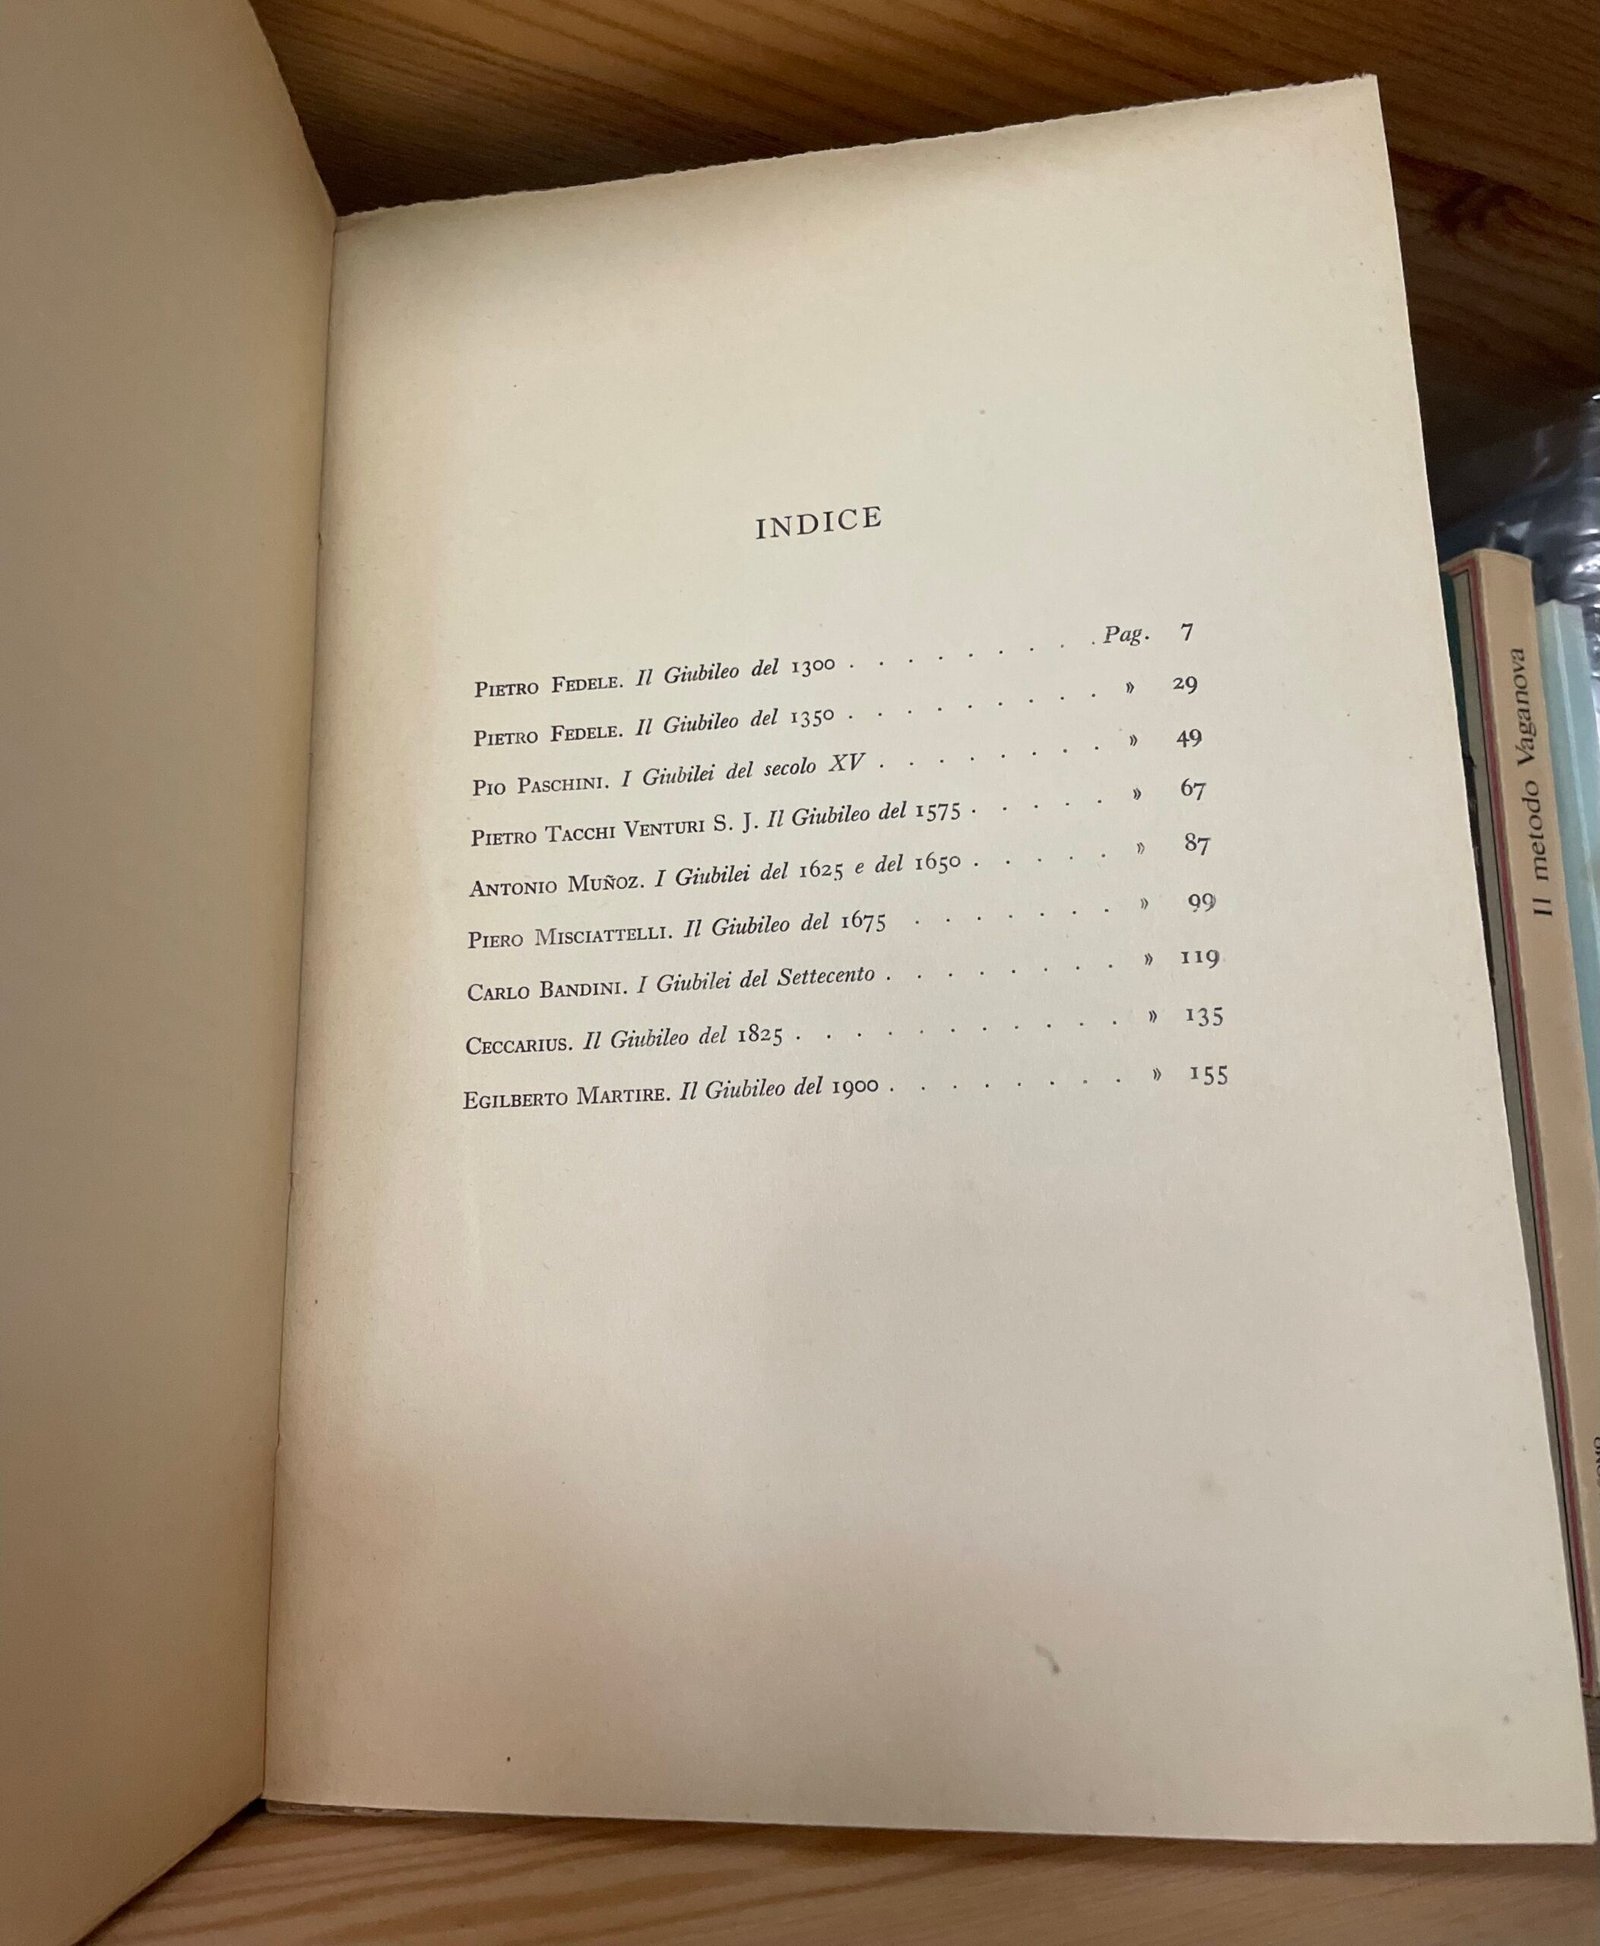 INDICE
Pietro Fedele. Il Giubileo del 1300 . . . . . . . . . Pag. 7
Pietro Fedele. Il Giubileo del 1350 . . . . . . . . . » 29
Pio Paschini. I Giubilei del secolo XV . . . . . . . . » 49
Pietro Tacchi Venturi S. J. Il Giubileo del 1575 . . . . . » 67
Antonio Muñoz. I Giubilei del 1625 e del 1650 . . . . . » 87
Piero Misciattelli. Il Giubileo del 1675 . . . . . . . » 99
Carlo Bandini. I Giubilei del Settecento . . . . . . . . » 119
Ceccarius. Il Giubileo del 1825 . . . . . . . . . . . » 135
Egilberto Martire. Il Giubileo del 1900 . . . . . . . . » 155
Il metodo Vaganova